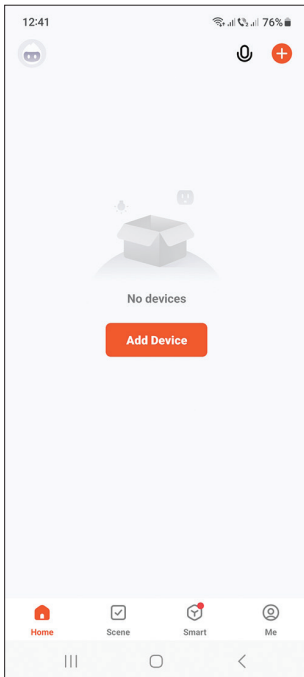 12:41
76%
No devices
Add Device
Home
Scene
Smart
Me